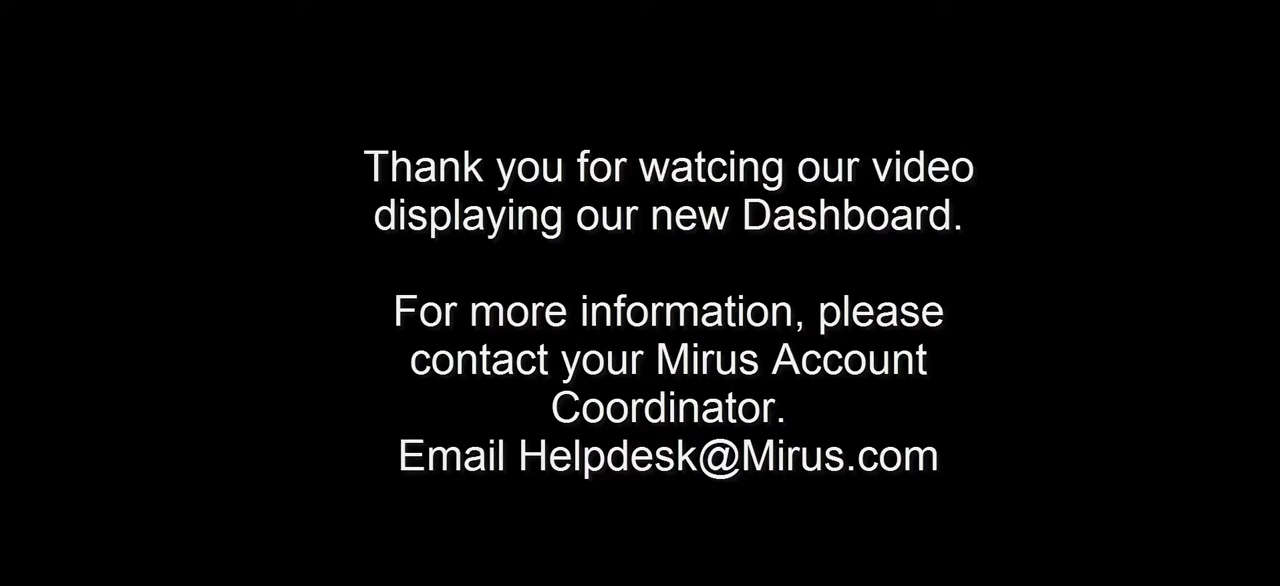 Thank you for watcing our video
displaying our new Dashboard.
For more information, please
contact your Mirus Account
Coordinator.
Email Helpdesk@Mirus.com